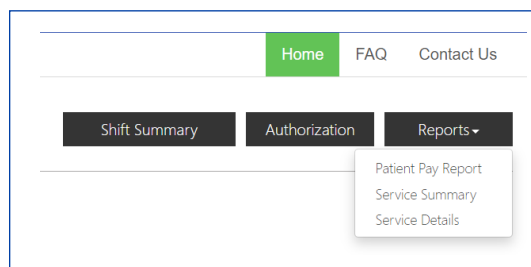 Home FAQ Contact Us
Shift Summary Authorization Reports
Patient Pay Report
Service Summary
Service Details